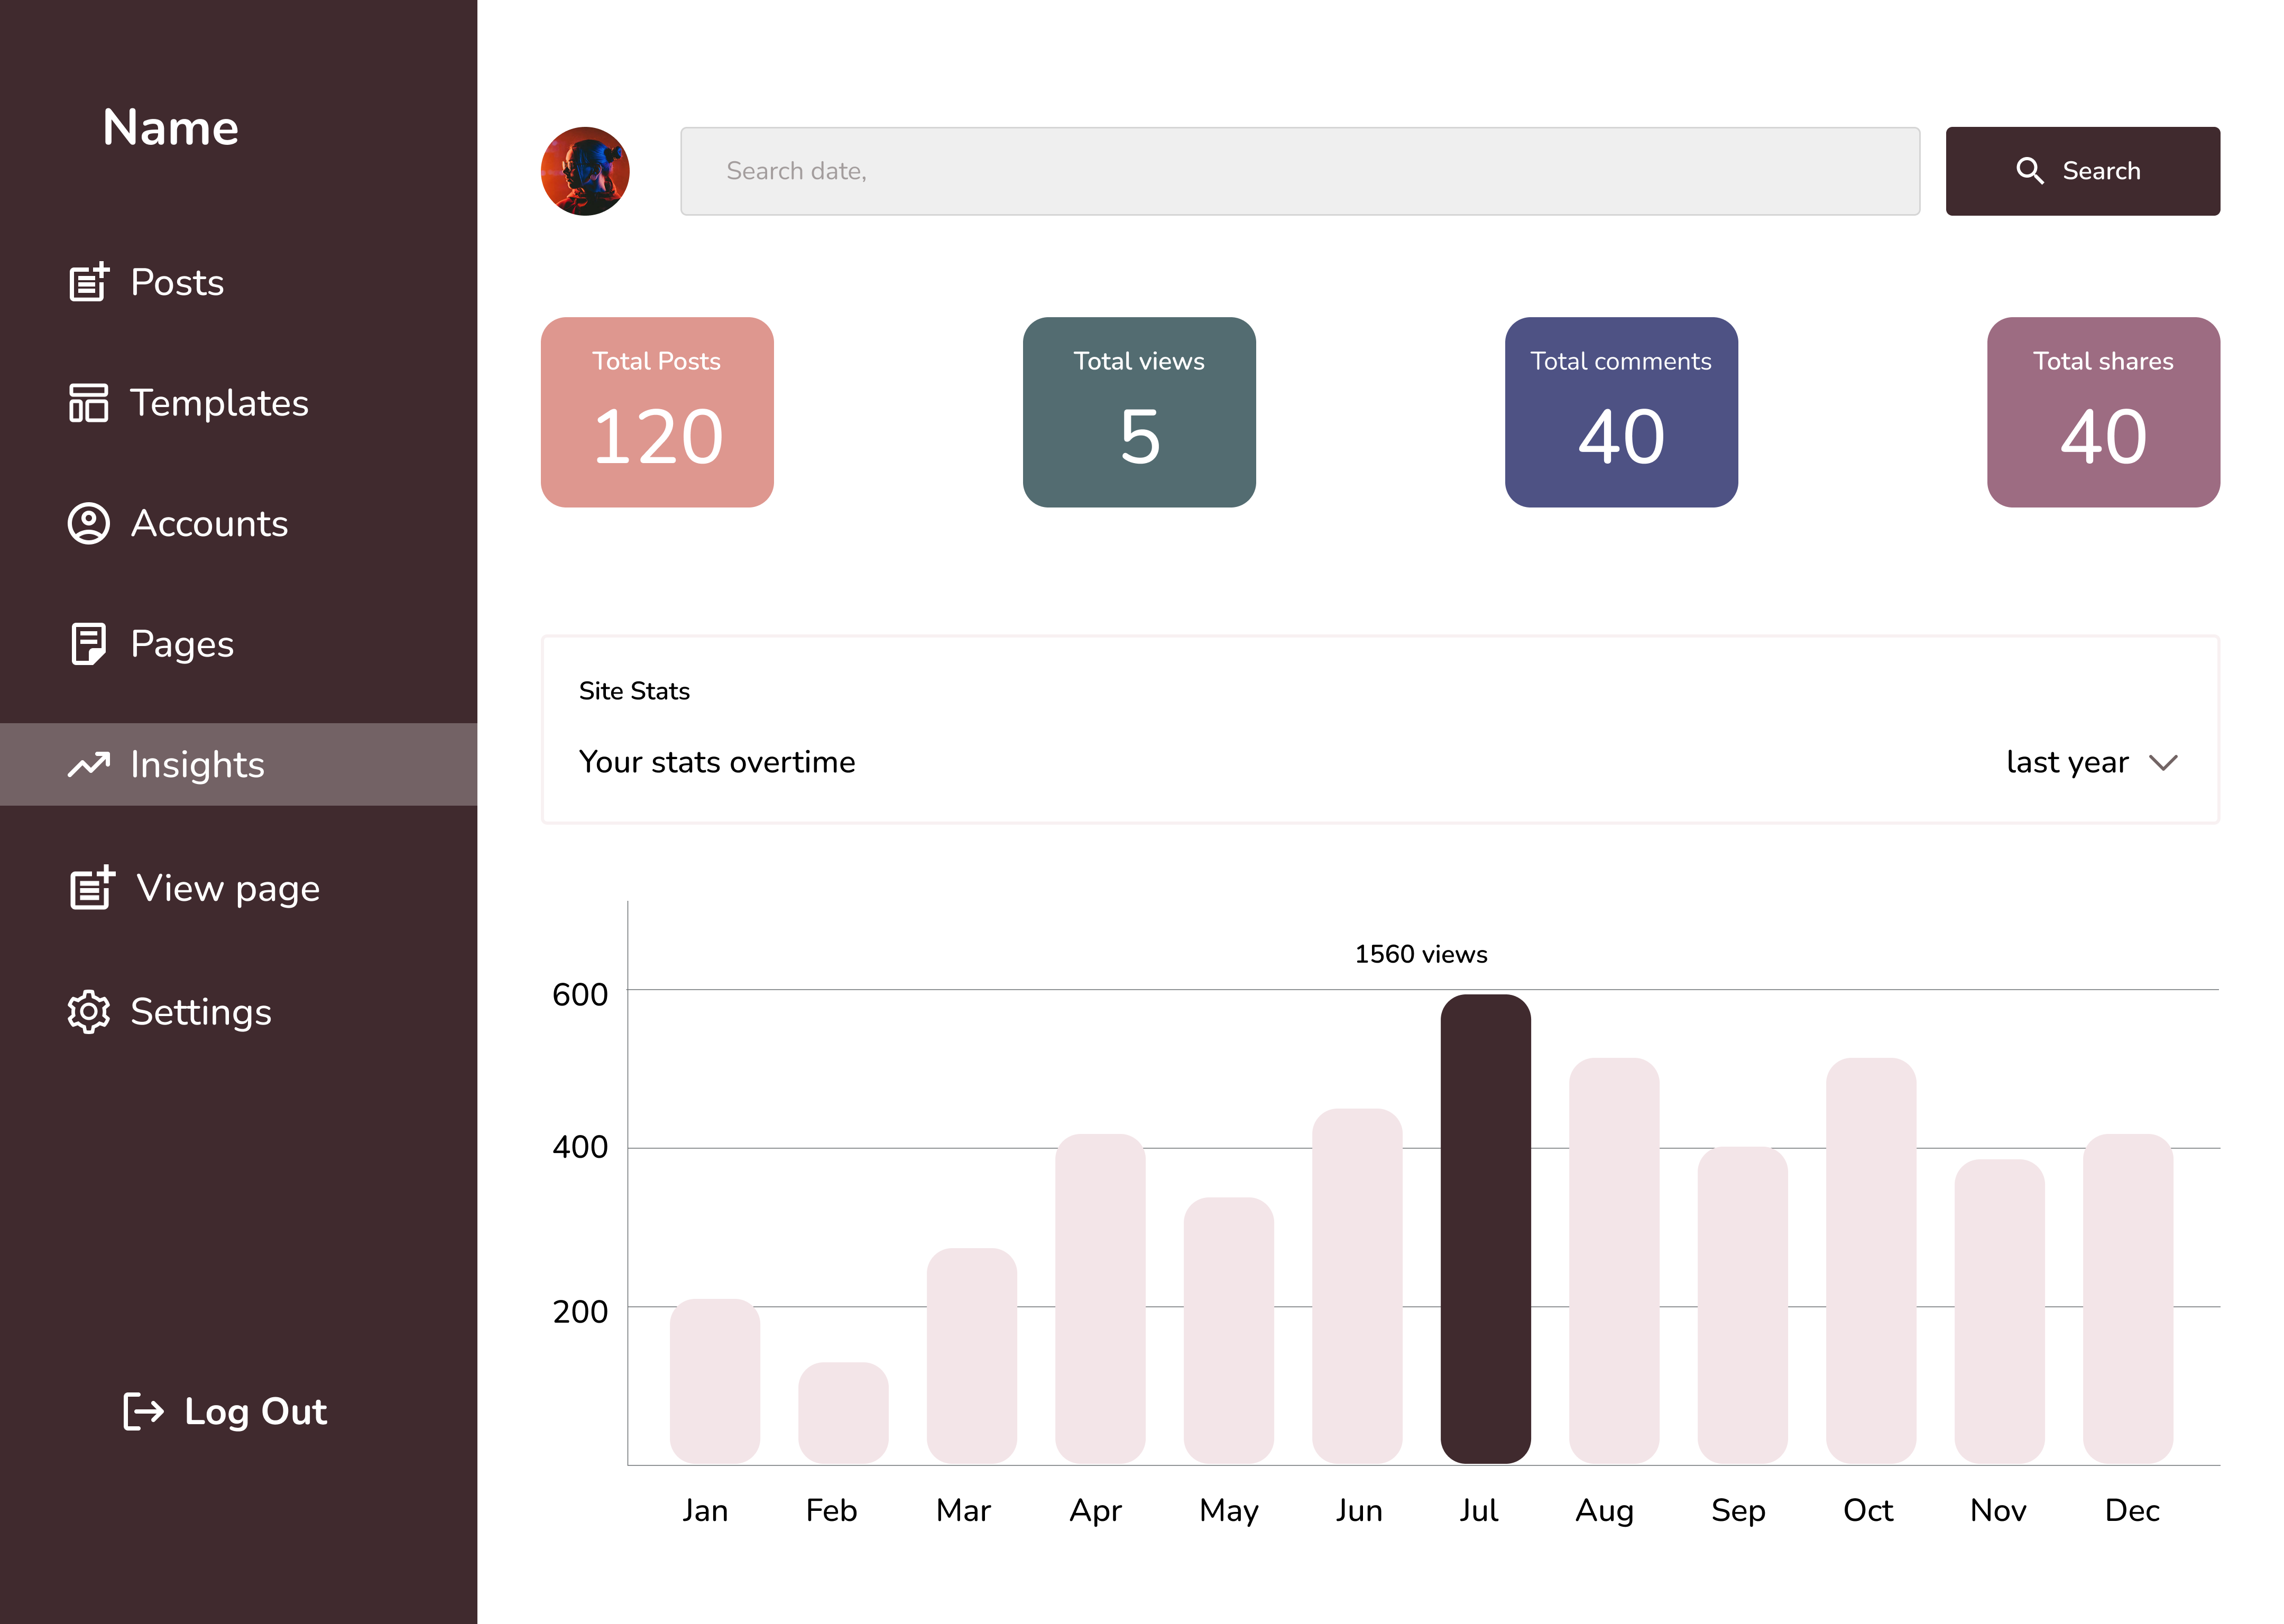 Name
Posts
Templates
Accounts
Pages
Insights
View page
Settings
Log Out
Search date,
Search
Total Posts
120
Total views
5
Total comments
40
Total shares
40
Site Stats
Your stats overtime
last year
1560 views
600
400
200
Jan Feb Mar Apr May Jun Jul Aug Sep Oct Nov Dec